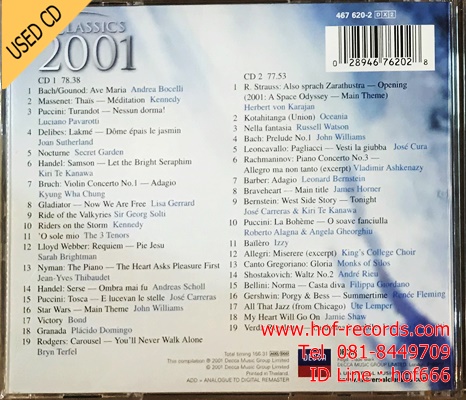 USED CD
CLASSICS
2001
467 620-2
0 28946 76202 8
CD 1 78.38
1 Bach/Gounod: Ave Maria Andrea Bocelli
2 Massenet: Thaïs — Méditation Kennedy
3 Puccini: Turandot — Nessun dorma!
Luciano Pavarotti
4 Delibes: Lakmé — Dôme épais le jasmin
Joan Sutherland
5 Nocturne Secret Garden
6 Handel: Samson — Let the Bright Seraphim
Kiri Te Kanawa
7 Bruch: Violin Concerto No.1 — Adagio
Kyung Wha Chung
8 Gladiator — Now We Are Free Lisa Gerrard
9 Ride of the Valkyries Sir Georg Solti
10 Riders on the Storm Kennedy
11 'O sole mio The 3 Tenors
12 Lloyd Webber: Requiem — Pie Jesu
Sarah Brightman
13 Nyman: The Piano — The Heart Asks Pleasure First
Jean-Yves Thibaudet
14 Handel: Serse — Ombra mai fu Andreas Scholl
15 Puccini: Tosca — E lucevan le stelle José Carreras
16 Star Wars — Main Theme John Williams
17 Victory Bond
18 Granada Plácido Domingo
19 Rodgers: Carousel — You'll Never Walk Alone
Bryn Terfel
CD 2 77.53
1 R. Strauss: Also sprach Zarathustra — Opening
(2001: A Space Odyssey — Main Theme)
Herbert von Karajan
2 Kotahitanga (Union) Oceania
3 Nella fantasia Russell Watson
4 Bach: Prelude No.1 John Williams
5 Leoncavallo: Pagliacci — Vesti la giubba José Cura
6 Rachmaninov: Piano Concerto No.3 —
Allegro ma non tanto (excerpt) Vladimir Ashkenazy
7 Barber: Adagio Leonard Bernstein
8 Braveheart — Main title James Horner
9 Bernstein: West Side Story — Tonight
José Carreras & Kiri Te Kanawa
10 Puccini: La Bohème — O soave fanciulla
Roberto Alagna & Angela Gheorghiu
11 Baïlèro Izzy
12 Allegri: Miserere (excerpt) King's College Choir
13 Canto Gregoriano: Gloria Monks of Silos
14 Shostakovich: Waltz No.2 André Rieu
15 Bellini: Norma — Casta diva Filippa Giordano
16 Gershwin: Porgy & Bess — Summertime Renée Fleming
17 All That Jazz (from Chicago) Ute Lemper
18 My Heart Will Go On Jamie Shaw
19 Verdi
www.hof-records.com
Tel 081-8449709
ID Line : hof666
Total timing 156.31
This compilation ℗ 2001 Decca Music Group Limited
© 2001 Decca Music Group Limited
Printed in Thailand.
ADD = ANALOGUE TO DIGITAL REMASTER
DECCA